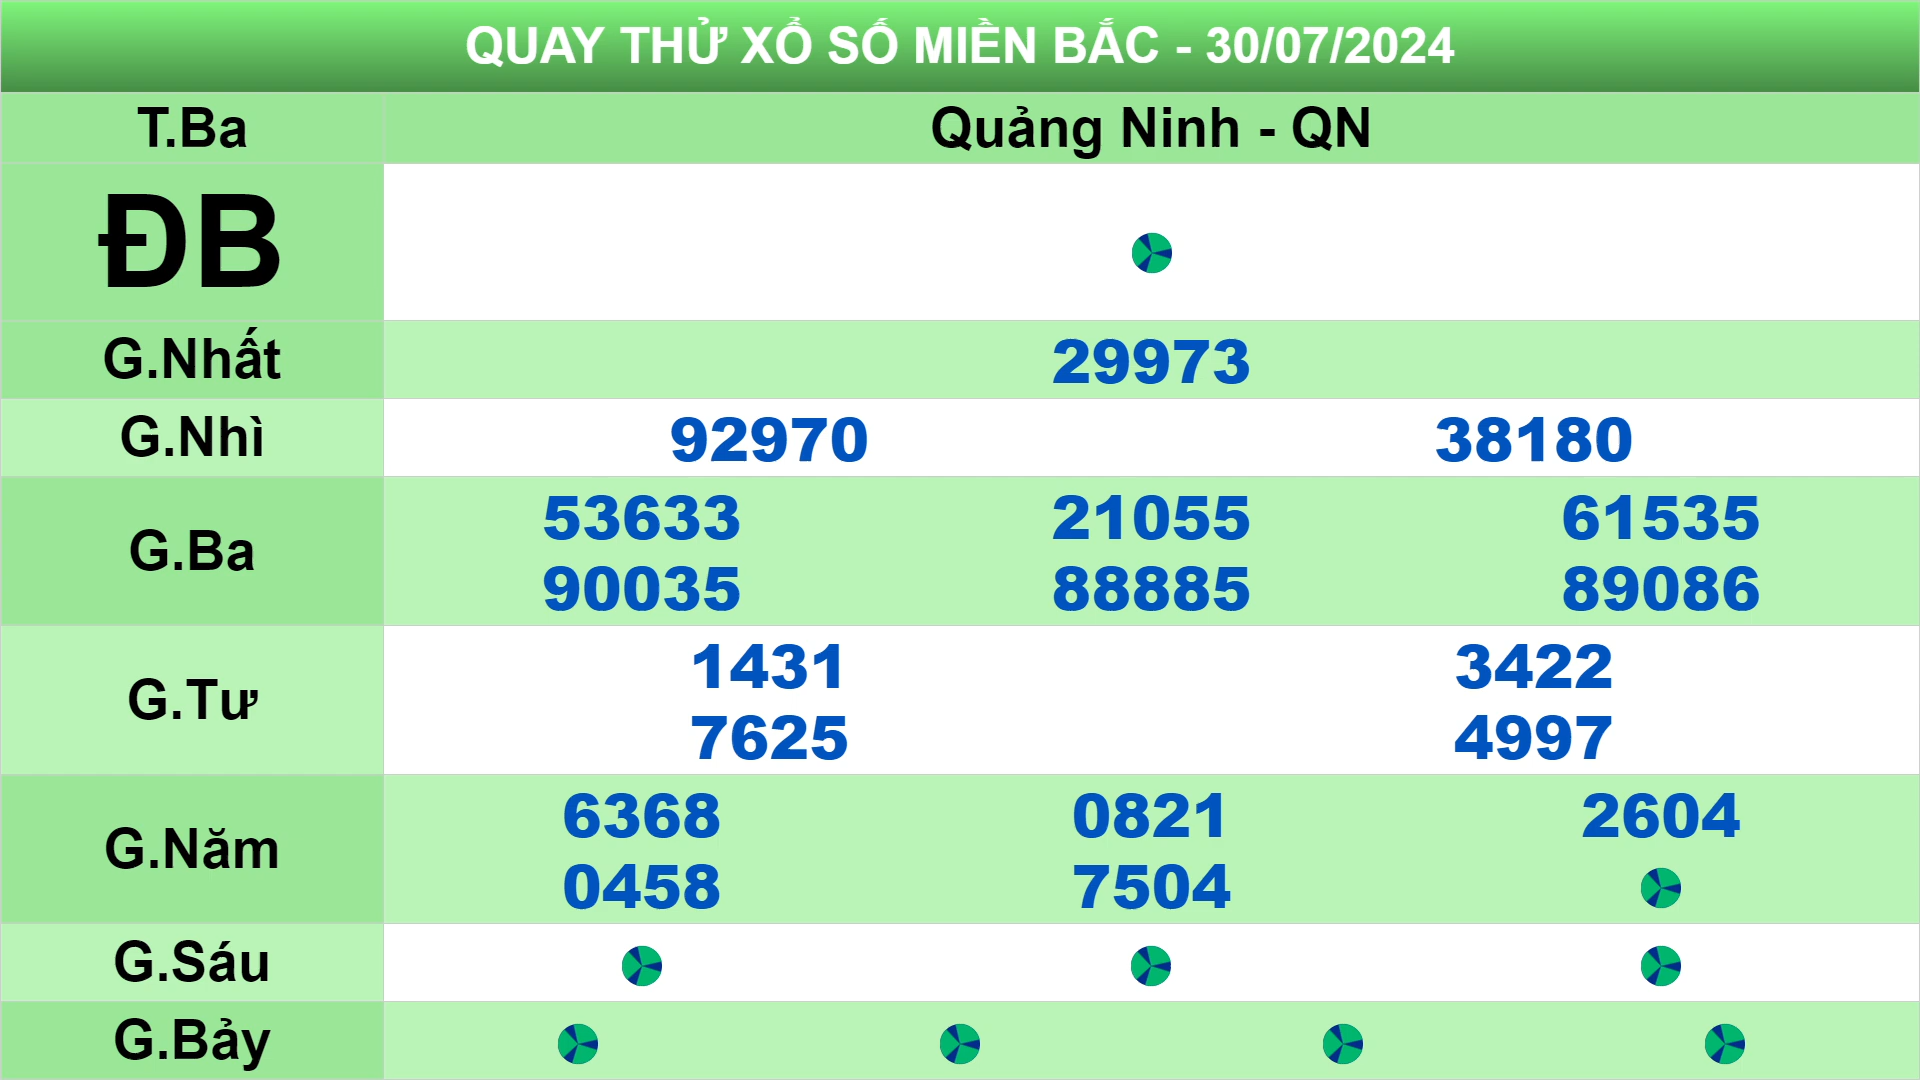 QUAY THỬ XỔ SỐ MIỀN BẮC - 30/07/2024
T.Ba Quảng Ninh - QN
ĐB
G.Nhất 29973
G.Nhì 92970 38180
G.Ba
53633 21055 61535
90035 88885 89086
G.Tư
1431 3422
7625 4997
G.Năm
6368 0821 2604
0458 7504
G.Sáu
G.Bảy